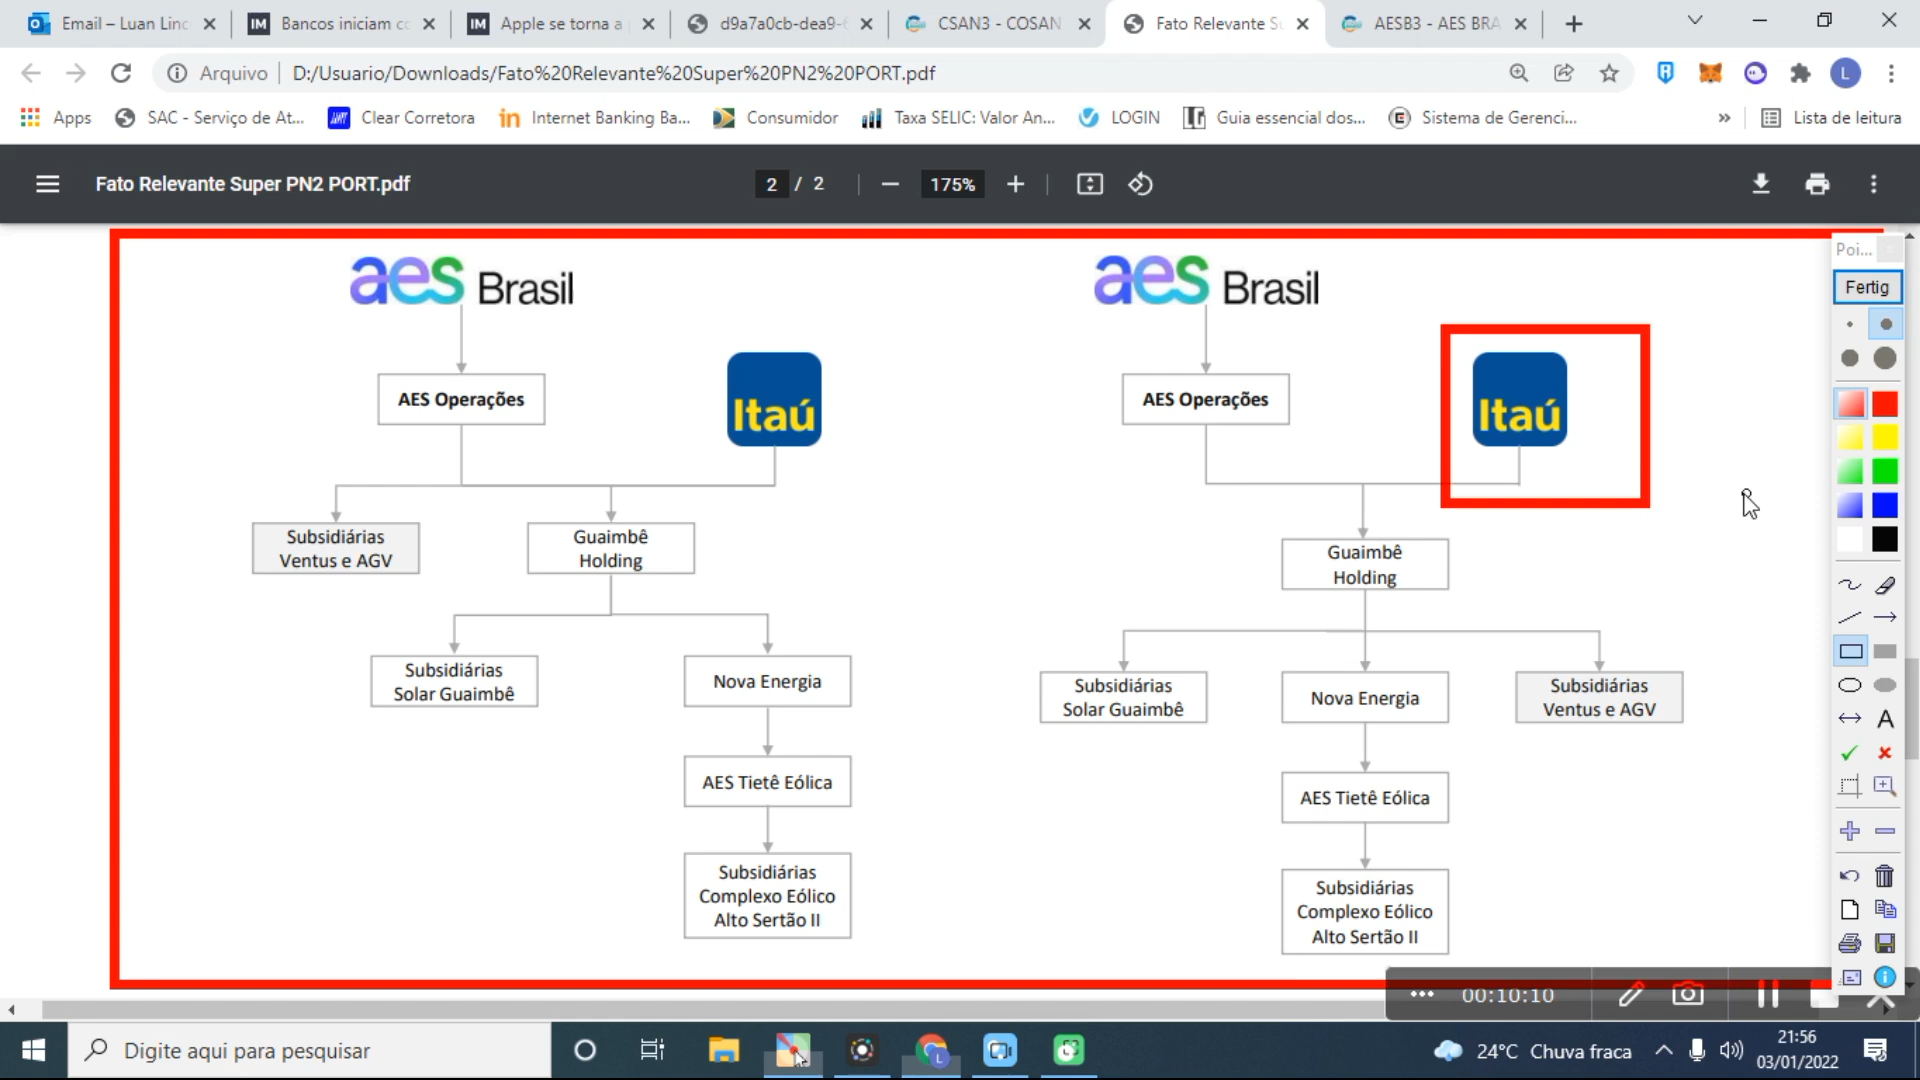 Email – Luan Linc
Bancos iniciam co
Apple se torna a
d9a7a0cb-dea9-
CSAN3 - COSAN
Fato Relevante Su
AESB3 - AES BRA
Arquivo
D:/Usuario/Downloads/Fato%20Relevante%20Super%20PN2%20PORT.pdf
L
Apps
SAC - Serviço de At...
Clear Corretora
Internet Banking Ba...
Consumidor
Taxa SELIC: Valor An...
LOGIN
Guia essencial dos...
Sistema de Gerenci...
»
Lista de leitura
Fato Relevante Super PN2 PORT.pdf
2 / 2
175%
aes Brasil
AES Operações
Itaú
Subsidiárias
Ventus e AGV
Guaimbê
Holding
Subsidiárias
Solar Guaimbê
Nova Energia
AES Tietê Eólica
Subsidiárias
Complexo Eólico
Alto Sertão II
aes Brasil
AES Operações
Itaú
Guaimbê
Holding
Subsidiárias
Solar Guaimbê
Nova Energia
Subsidiárias
Ventus e AGV
AES Tietê Eólica
Subsidiárias
Complexo Eólico
Alto Sertão II
Poi...
Fertig
A
00:10:10
Digite aqui para pesquisar
24°C Chuva fraca
21:56
03/01/2022